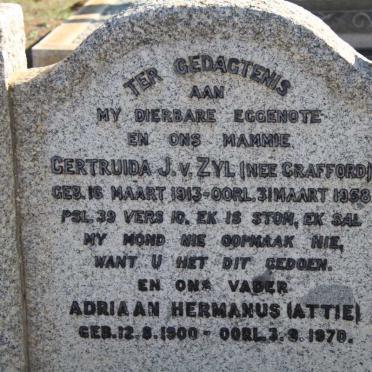 TER GEDAGTENIS
AAN
MY DIERBARE EGGENOTE
EN ONS MAMMIE
GERTRUIDA J. V. ZYL (NEE GRAFFORD)
GEB. 16 MAART 1913-OORL. 31 MAART 1958
PSL. 39 VERS 10. EK IS STOM, EK SAL
MY MOND NIE OOPMAAK NIE,
WANT U HET DIT GEDOEN.
EN ONS VADER
ADRIAAN HERMANUS (ATTIE)
GEB. 12.8.1900 - OORL. 3.9.1970.